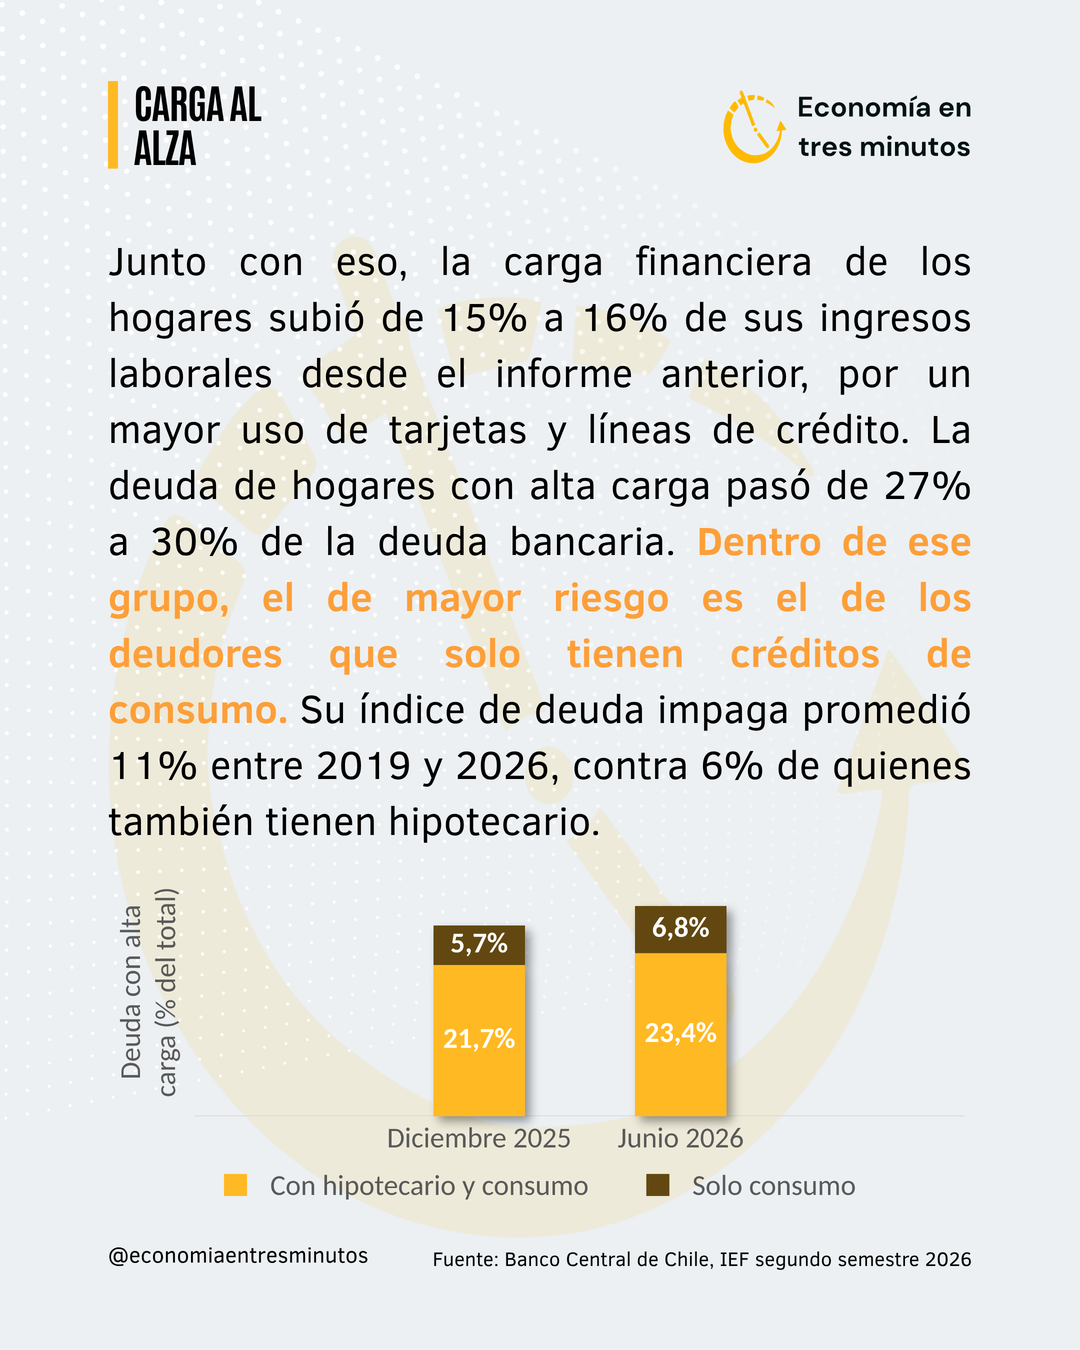 CARGA AL
ALZA
Economía en
tres minutos
Junto con eso, la carga financiera de los
hogares subió de 15% a 16% de sus ingresos
laborales desde el informe anterior, por un
mayor uso de tarjetas y líneas de crédito. La
deuda de hogares con alta carga pasó de 27%
a 30% de la deuda bancaria. Dentro de ese
grupo, el de mayor riesgo es el de los
deudores que solo tienen créditos de
consumo. Su índice de deuda impaga promedió
11% entre 2019 y 2026, contra 6% de quienes
también tienen hipotecario.
Deuda con alta
carga (% del total)
5,7%
21,7%
6,8%
23,4%
Diciembre 2025
Junio 2026
Con hipotecario y consumo
Solo consumo
@economiaentresminutos
Fuente: Banco Central de Chile, IEF segundo semestre 2026